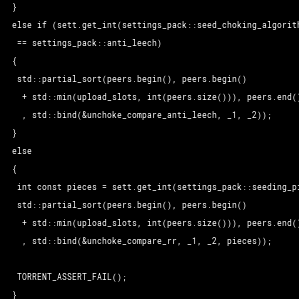 }
else if (sett.get_int(settings_pack::seed_choking_algorith
== settings_pack::anti_leech)
{
std::partial_sort(peers.begin(), peers.begin()
+ std::min(upload_slots, int(peers.size())), peers.end()
, std::bind(&unchoke_compare_anti_leech, _1, _2));
}
else
{
int const pieces = sett.get_int(settings_pack::seeding_pi
std::partial_sort(peers.begin(), peers.begin()
+ std::min(upload_slots, int(peers.size())), peers.end()
, std::bind(&unchoke_compare_rr, _1, _2, pieces));
TORRENT_ASSERT_FAIL();
}